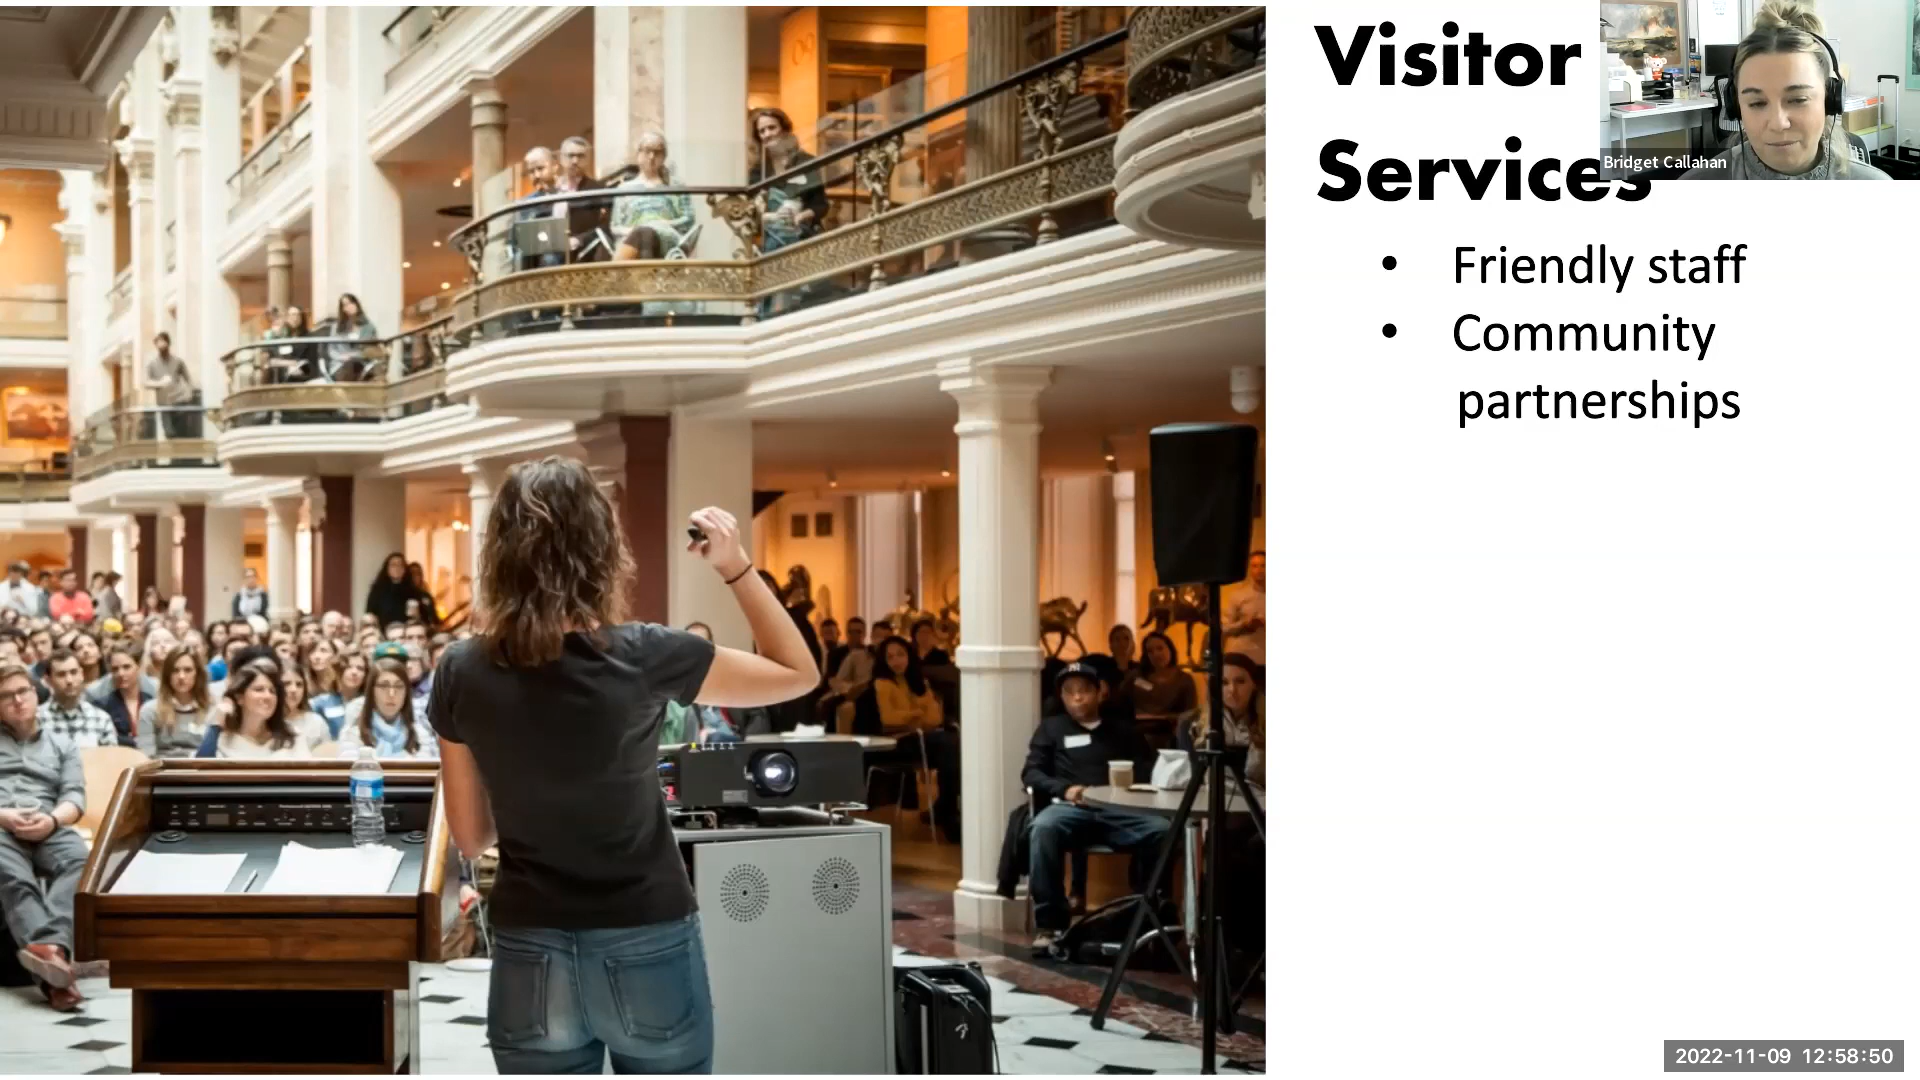 Visitor
Services
Bridget Callahan
• Friendly staff
• Community
partnerships
2022-11-09 12:58:50